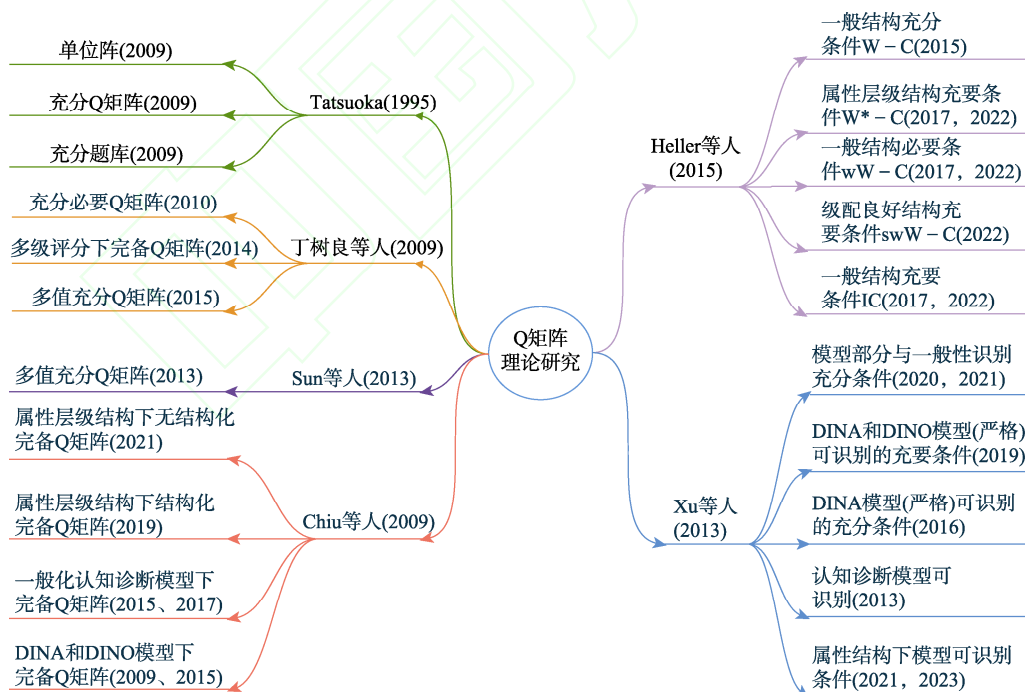 单位阵(2009)
充分Q矩阵(2009)
充分题库(2009)
Tatsuoka(1995)
充分必要Q矩阵(2010)
多级评分下完备Q矩阵(2014)
多值充分Q矩阵(2015)
丁树良等人(2009)
多值充分Q矩阵(2013)
Sun等人(2013)
属性层级结构下无结构化
完备Q矩阵(2021)
属性层级结构下结构化
完备Q矩阵(2019)
一般化认知诊断模型下
完备Q矩阵(2015、2017)
DINA和DINO模型下
完备Q矩阵(2009、2015)
Chiu等人(2009)
Q矩阵
理论研究
Heller等人
(2015)
一般结构充分
条件W－C(2015)
属性层级结构充要条
件W*－C(2017，2022)
一般结构必要条
件wW－C(2017，2022)
级配良好结构充
要条件swW－C(2022)
一般结构充要
条件IC(2017，2022)
Xu等人
(2013)
模型部分与一般性识别
充分条件(2020，2021)
DINA和DINO模型(严格)
可识别的充要条件(2019)
DINA模型(严格)可识别
的充分条件(2016)
认知诊断模型可
识别(2013)
属性结构下模型可识别
条件(2021，2023)